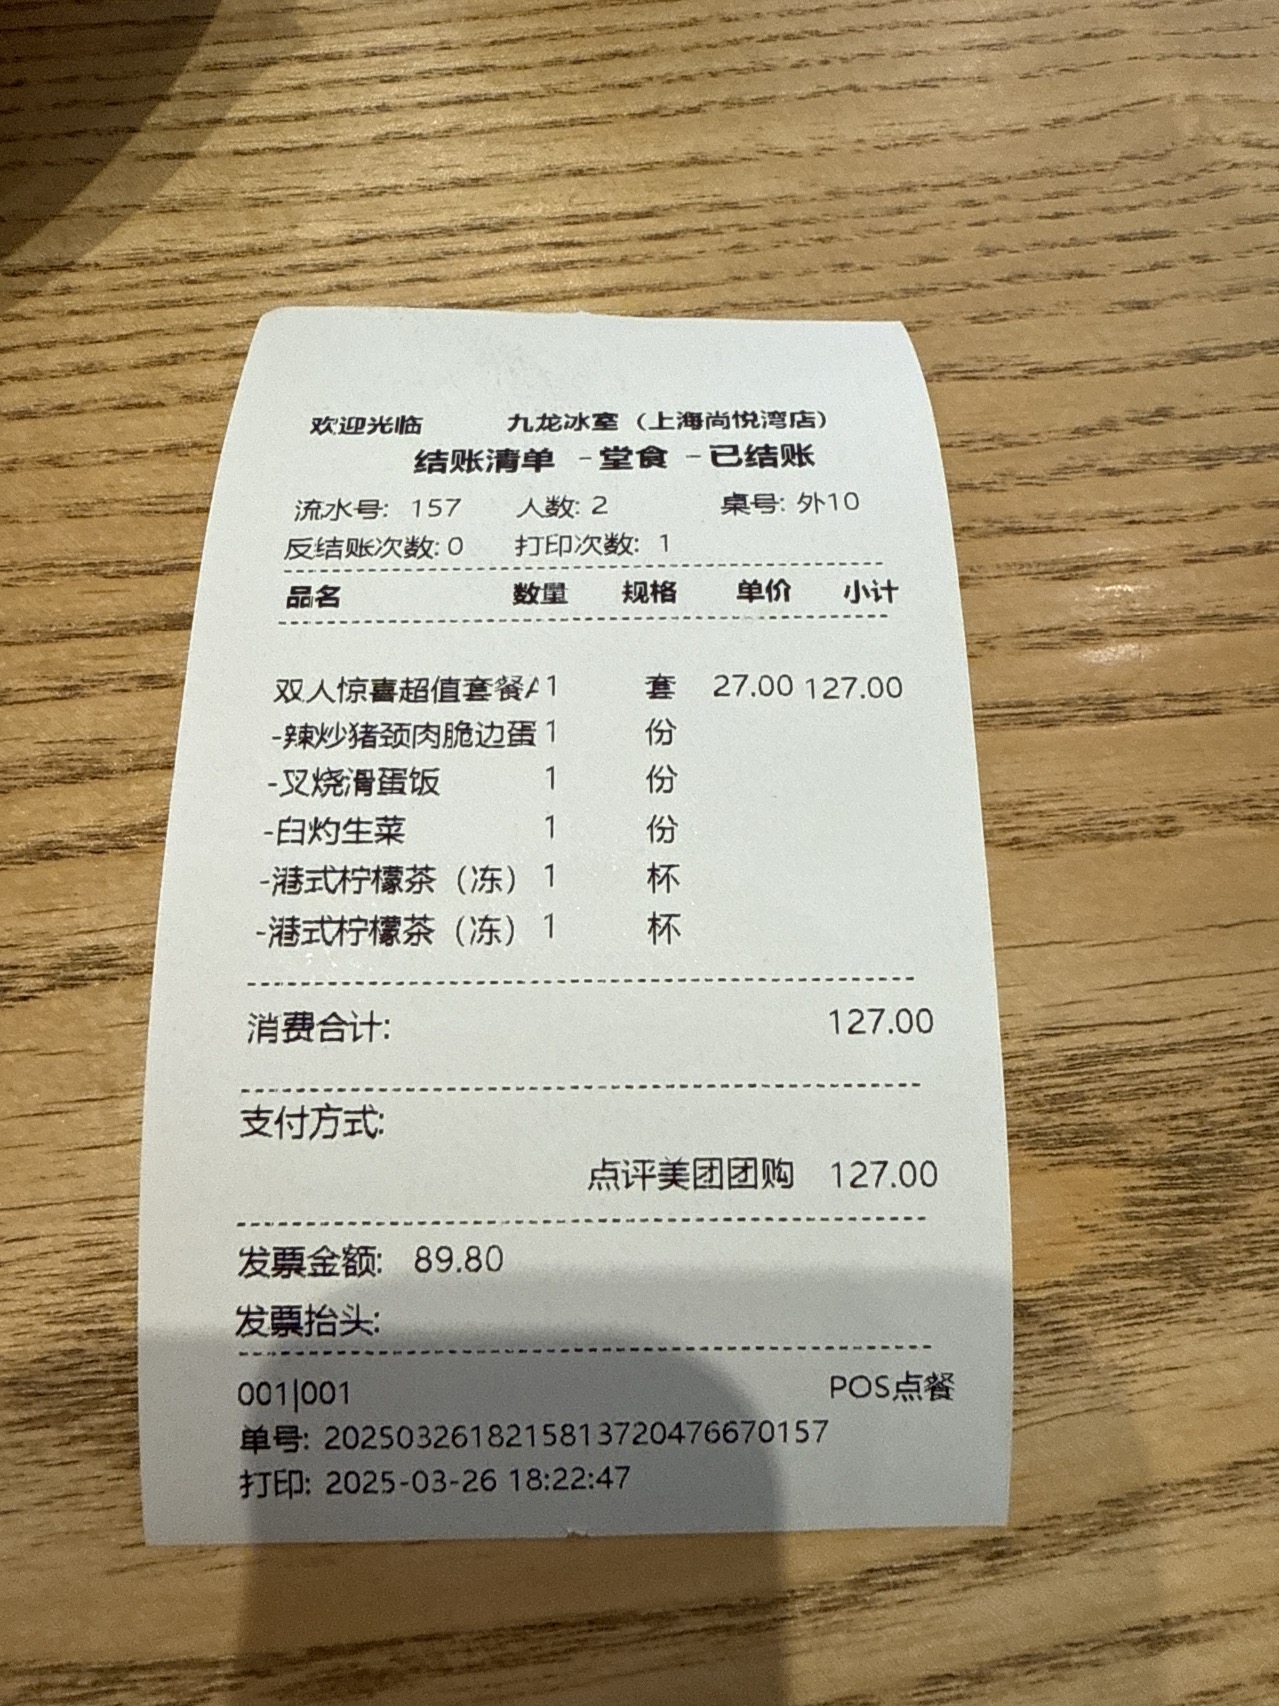 欢迎光临 九龙冰室（上海尚悦湾店）
结账清单 -堂食 -已结账
流水号: 157 人数: 2 桌号: 外10
反结账次数: 0 打印次数: 1
品名 数量 规格 单价 小计
双人惊喜超值套餐A 1 套 27.00 127.00
-辣炒猪颈肉脆边蛋 1 份
-叉烧滑蛋饭 1 份
-白灼生菜 1 份
-港式柠檬茶（冻） 1 杯
-港式柠檬茶（冻） 1 杯
消费合计: 127.00
支付方式:
点评美团团购 127.00
发票金额: 89.80
发票抬头:
001|001 POS点餐
单号: 20250326182158137204766​70157
打印: 2025-03-26 18:22:47